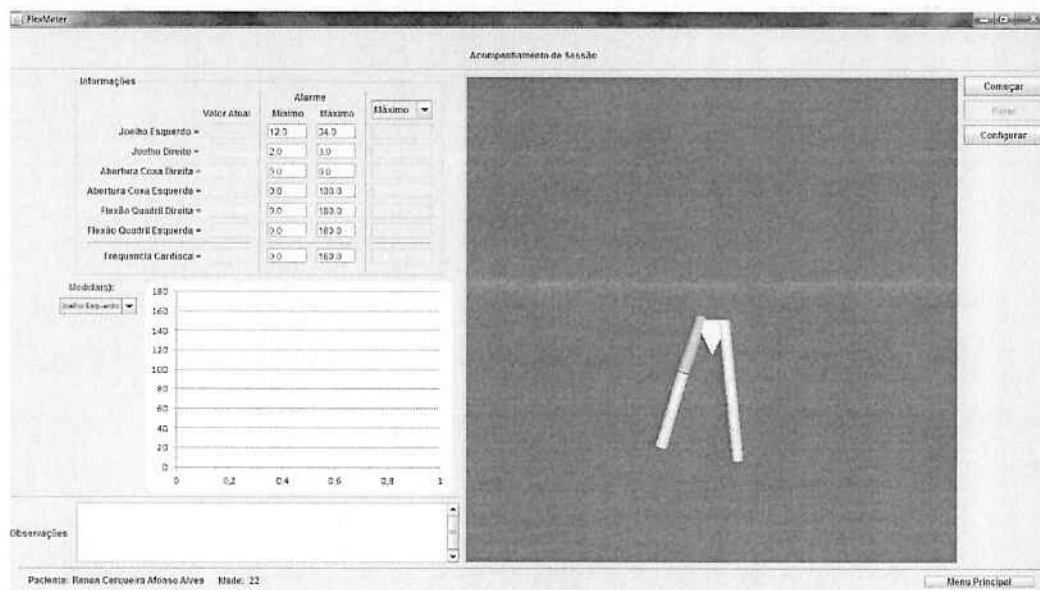 FlexMeter
Acompanhamento de Sessão
Informações
Alarme
Valor Atual Mínimo Máximo Máximo
Joelho Esquerdo = 12.0 34.0
Joelho Direito = 2.0 3.0
Abertura Coxa Direita = 0.0
Abertura Coxa Esquerda = 0.0 100.0
Flexão Quadril Direita = 0.0 180.0
Flexão Quadril Esquerda = 0.0 180.0
Frequencia Cardíaca = 0.0 160.0
Começar
Parar
Configurar
Medida(s):
Joelho Esquerdo
180
160
140
120
100
80
60
40
20
0
0 0,2 0,4 0,6 0,8 1
Observações
Paciente: Renan Cerqueira Afonso Alves Idade: 22
Menu Principal